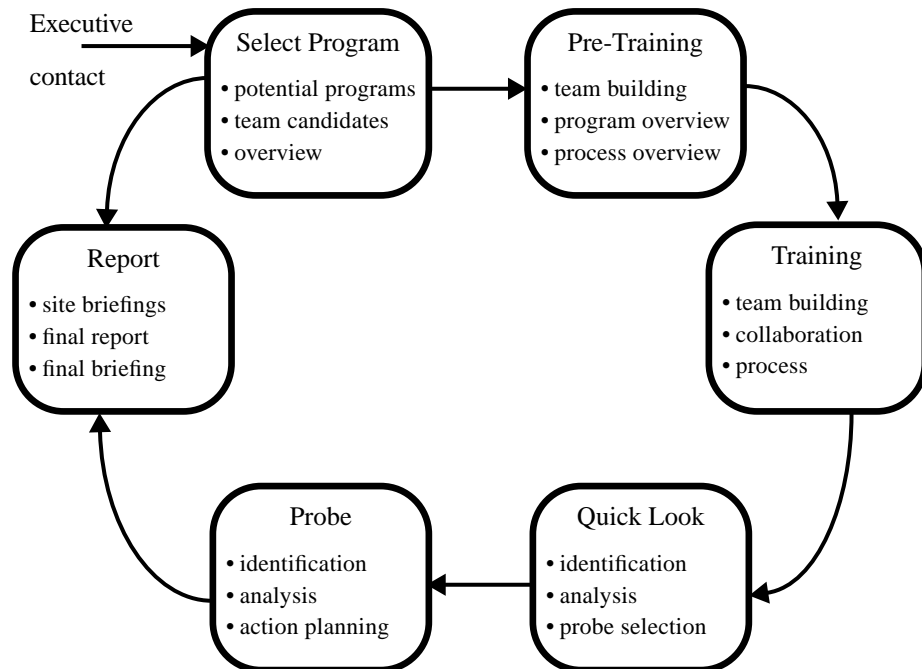 Executive
contact
Select Program
• potential programs
• team candidates
• overview
Pre-Training
• team building
• program overview
• process overview
Training
• team building
• collaboration
• process
Quick Look
• identification
• analysis
• probe selection
Probe
• identification
• analysis
• action planning
Report
• site briefings
• final report
• final briefing